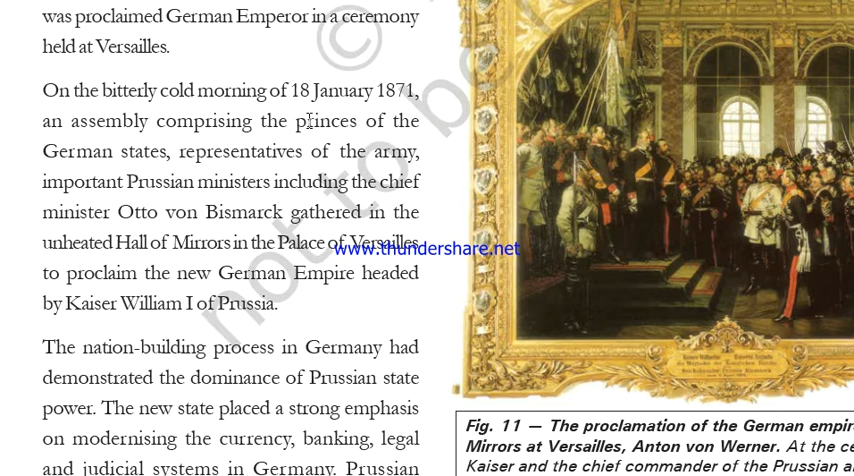 was proclaimed German Emperor in a ceremony
held at Versailles.
On the bitterly cold morning of 18 January 1871,
an assembly comprising the princes of the
German states, representatives of the army,
important Prussian ministers including the chief
minister Otto von Bismarck gathered in the
unheated Hall of Mirrors in the Palace of Versailles
to proclaim the new German Empire headed
by Kaiser William I of Prussia.
The nation-building process in Germany had
demonstrated the dominance of Prussian state
power. The new state placed a strong emphasis
on modernising the currency, banking, legal
and judicial systems in Germany. Prussian
© not to be
www.thundershare.net
Fig. 11 — The proclamation of the German empir
Mirrors at Versailles, Anton von Werner. At the ce
Kaiser and the chief commander of the Prussian a